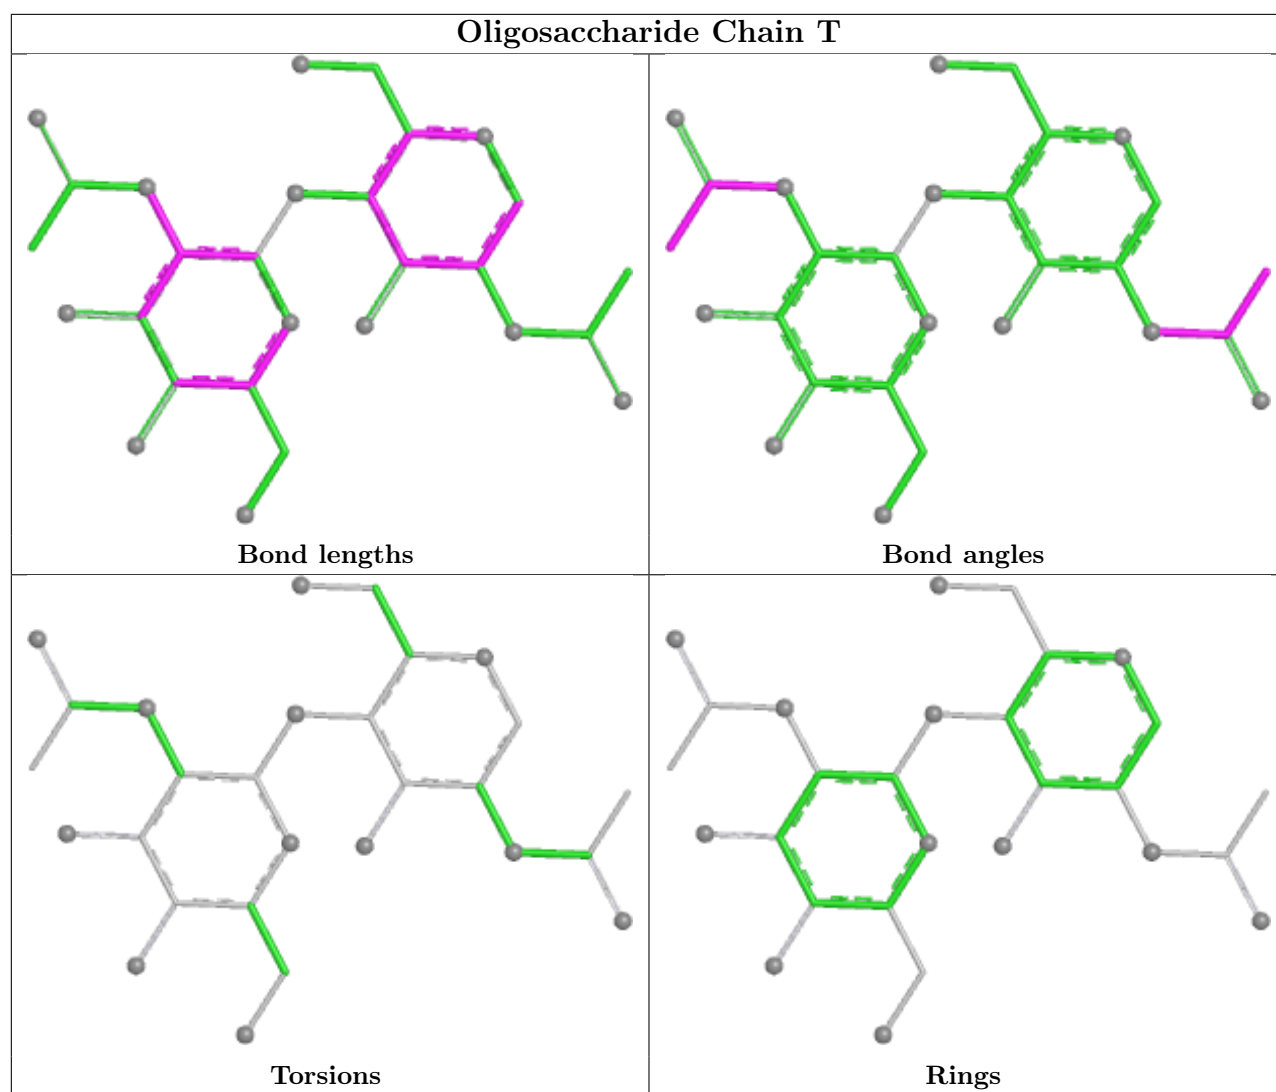 Oligosaccharide Chain T
Bond lengths
Bond angles
Torsions
Rings